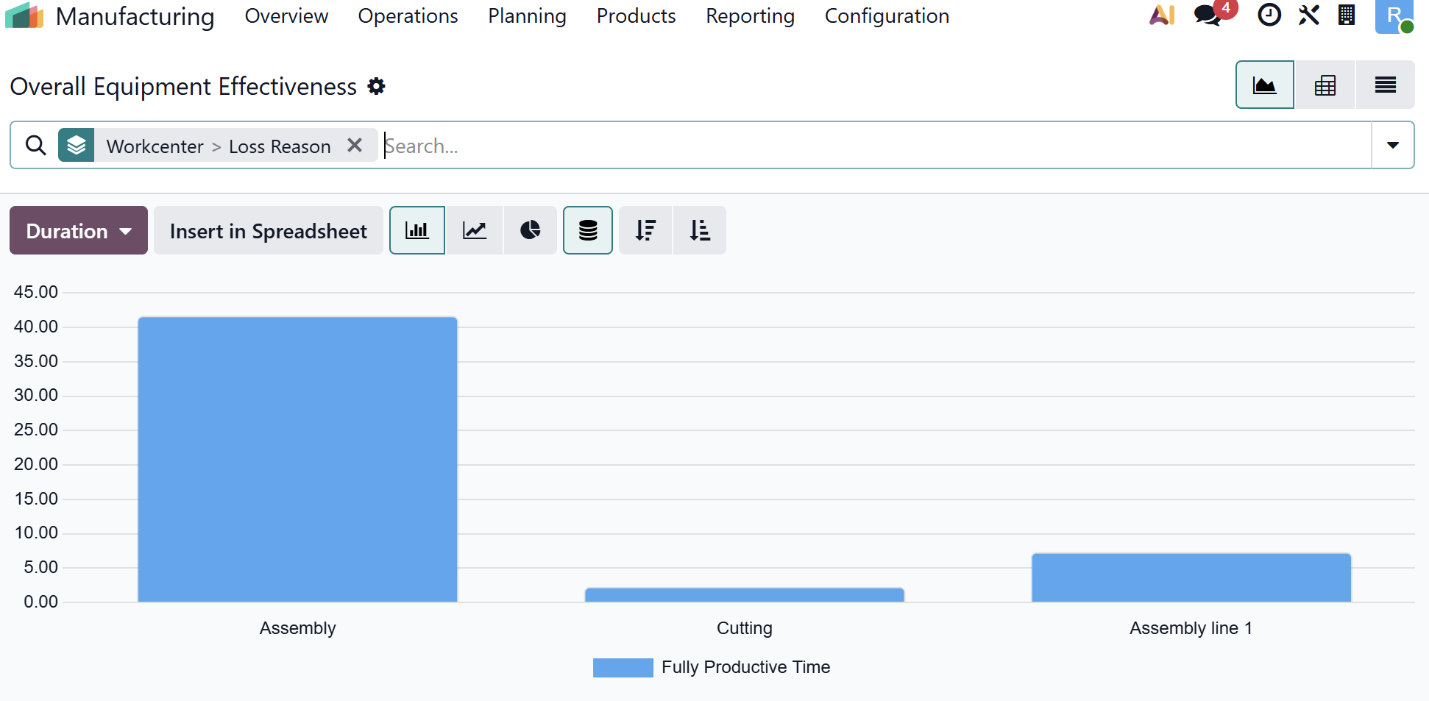 Manufacturing Overview Operations Planning Products Reporting Configuration AI 4 R
Overall Equipment Effectiveness
Workcenter > Loss Reason Search...
Duration Insert in Spreadsheet
45.00
40.00
35.00
30.00
25.00
20.00
15.00
10.00
5.00
0.00
Assembly Cutting Assembly line 1
Fully Productive Time